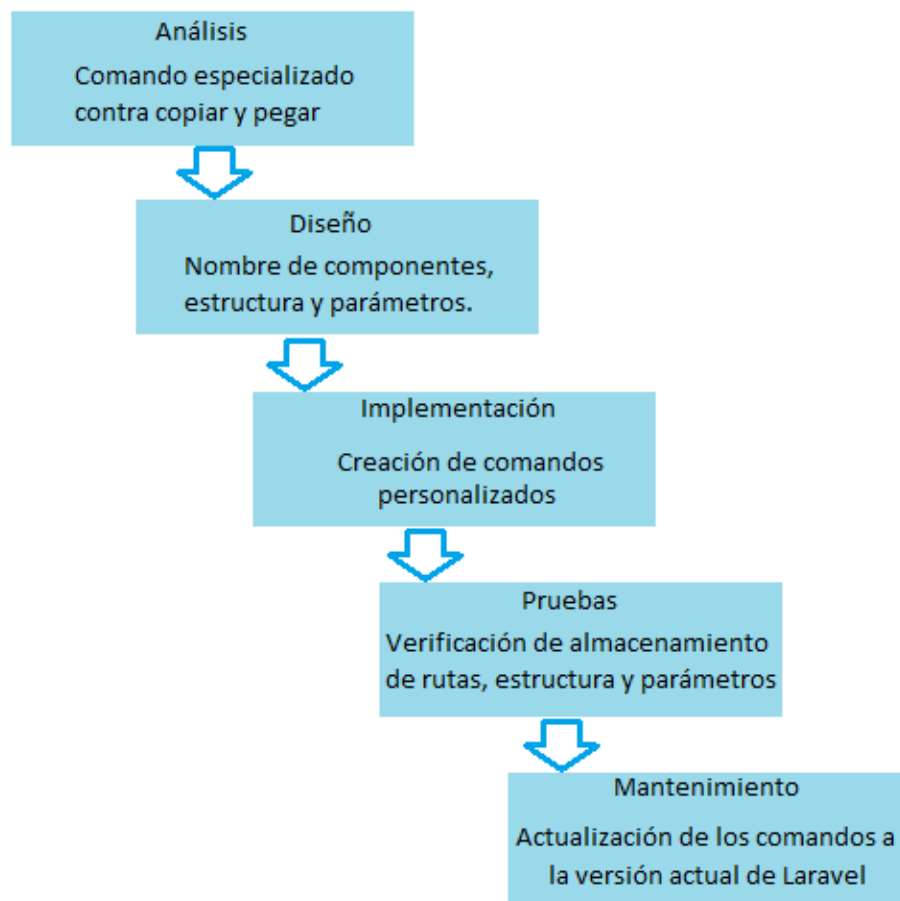 Análisis
Comando especializado
contra copiar y pegar
Diseño
Nombre de componentes,
estructura y parámetros.
Implementación
Creación de comandos
personalizados
Pruebas
Verificación de almacenamiento
de rutas, estructura y parámetros
Mantenimiento
Actualización de los comandos a
la versión actual de Laravel